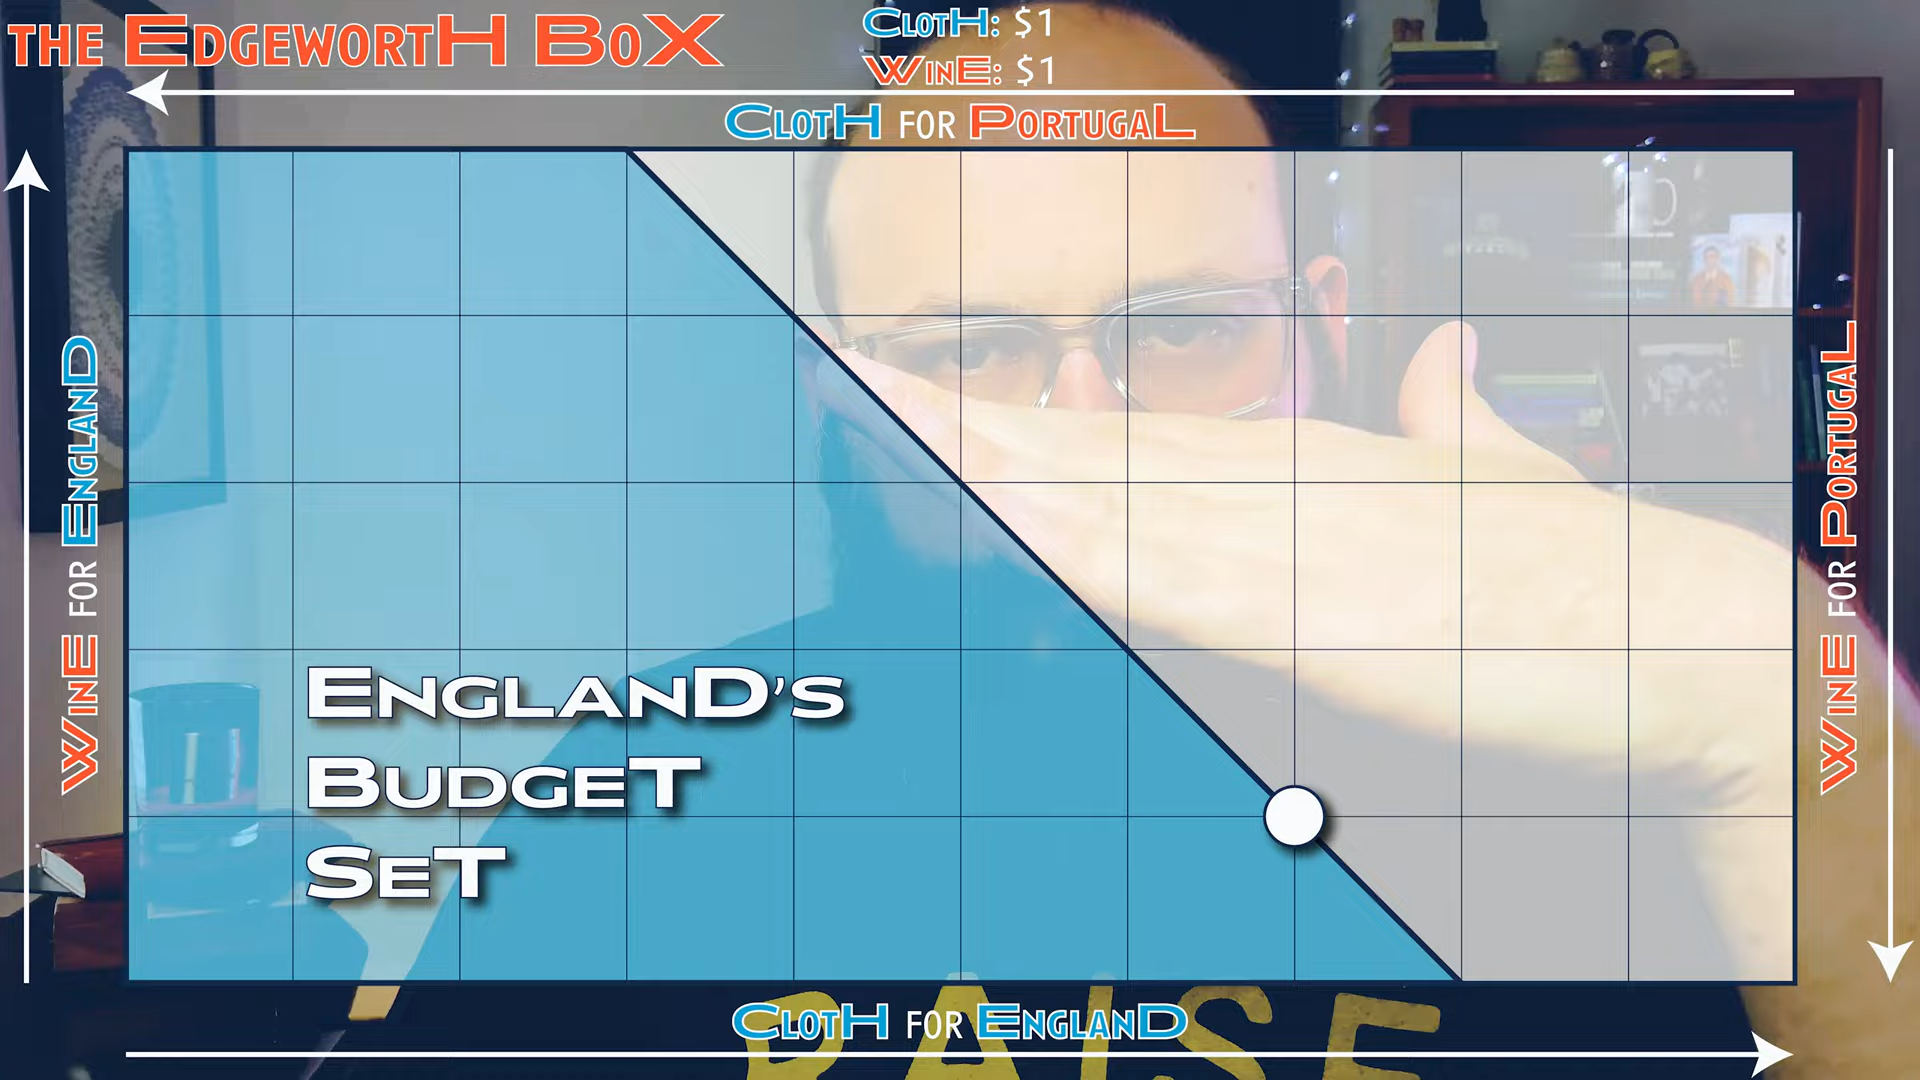 THE EDGEWORTH BOX
CLOTH: $1
WINE: $1
CLOTH FOR PORTUGAL
WINE FOR ENGLAND
WINE FOR PORTUGAL
ENGLAND'S
BUDGET
SET
CLOTH FOR ENGLAND
RAISE